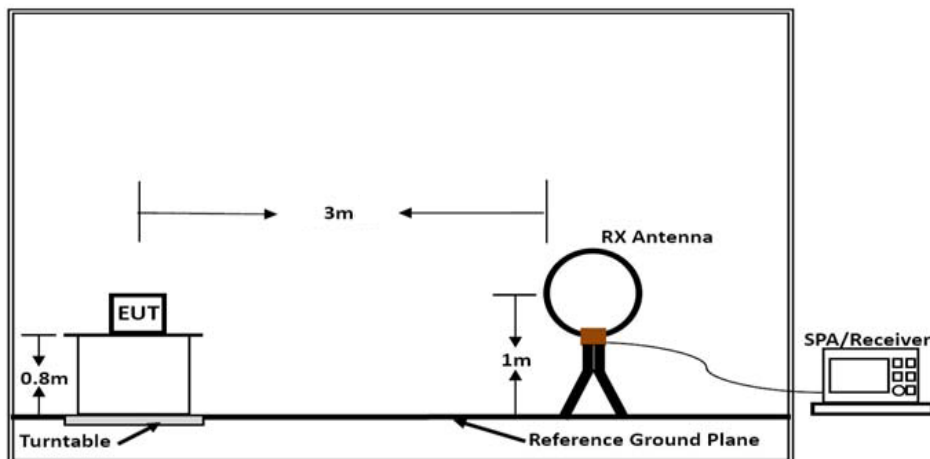 3m
RX Antenna
EUT
SPA/Receiver
0.8m
1m
Turntable
Reference Ground Plane